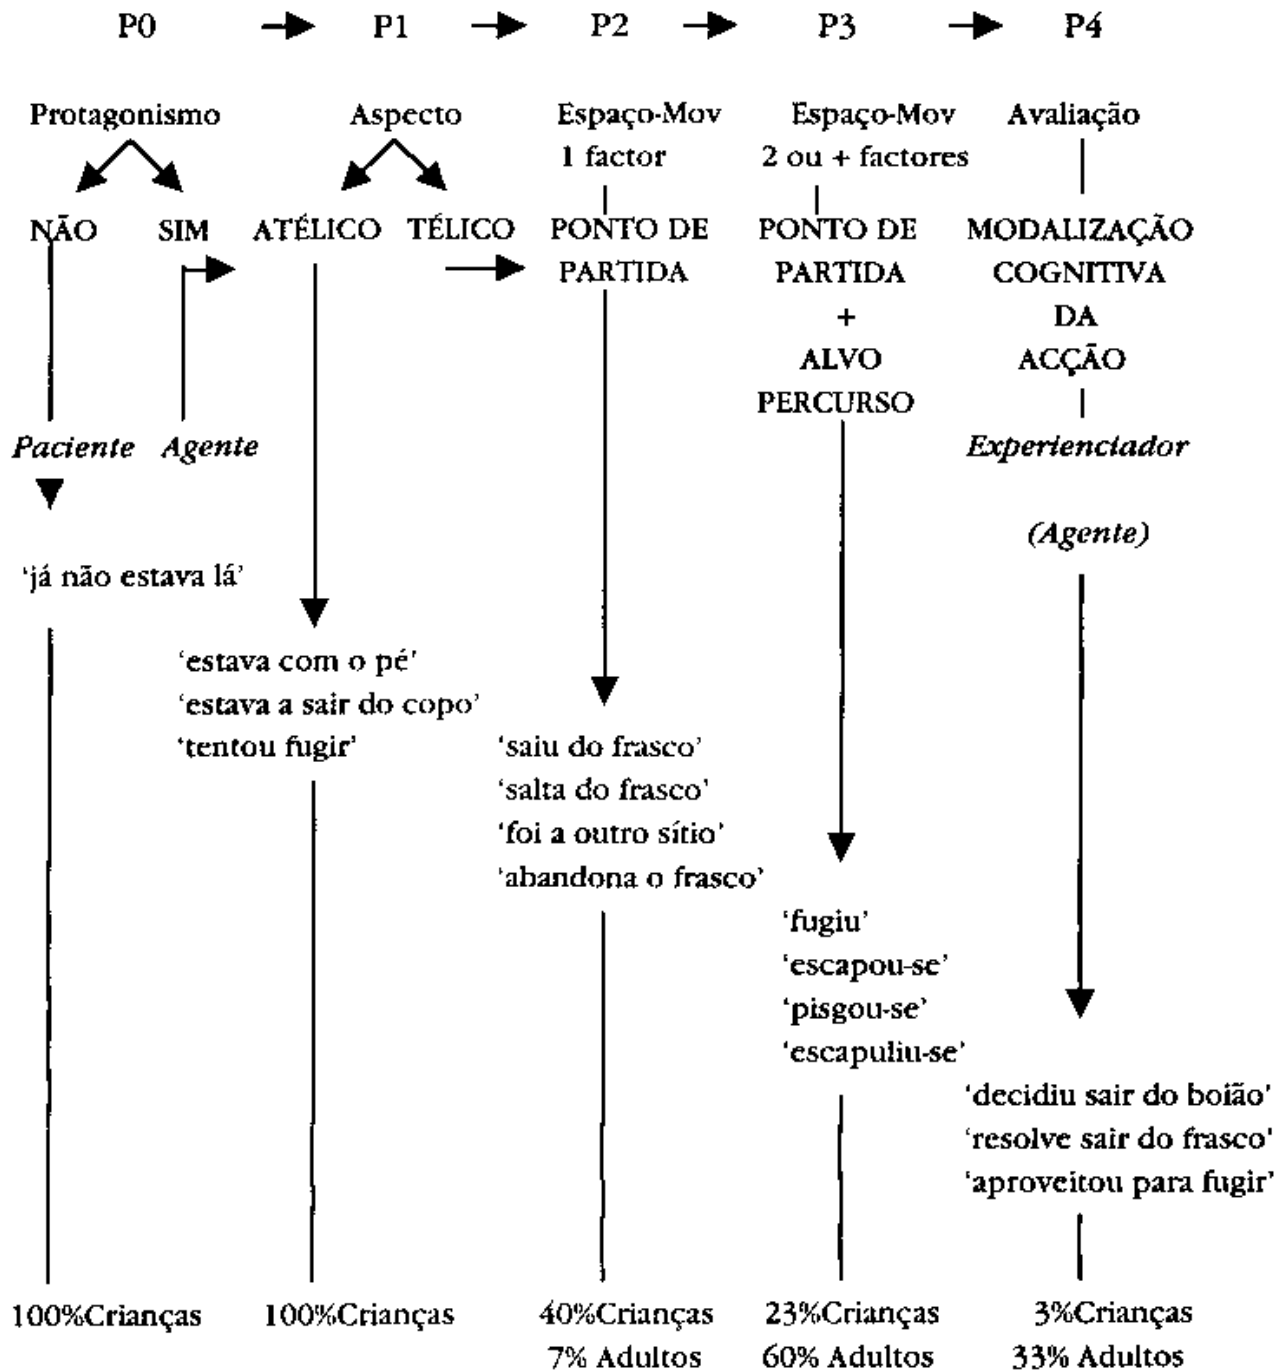 P0 P1 P2 P3 P4
Protagonismo Aspecto Espaço-Mov Espaço-Mov Avaliação
1 factor 2 ou + factores
NÃO SIM ATÉLICO TÉLICO PONTO DE PONTO DE MODALIZAÇÃO
PARTIDA PARTIDA COGNITIVA
+ DA
ALVO ACÇÃO
PERCURSO
Paciente Agente Experienciador
(Agente)
‘já não estava lá’
‘estava com o pé’
‘estava a sair do copo’
‘tentou fugir’
‘saiu do frasco’
‘salta do frasco’
‘foi a outro sítio’
‘abandona o frasco’
‘fugiu’
‘escapou-se’
‘pisgou-se’
‘escapuliu-se’
‘decidiu sair do boião’
‘resolve sair do frasco’
‘aproveitou para fugir’
100%Crianças 100%Crianças 40%Crianças 23%Crianças 3%Crianças
7% Adultos 60% Adultos 33% Adultos